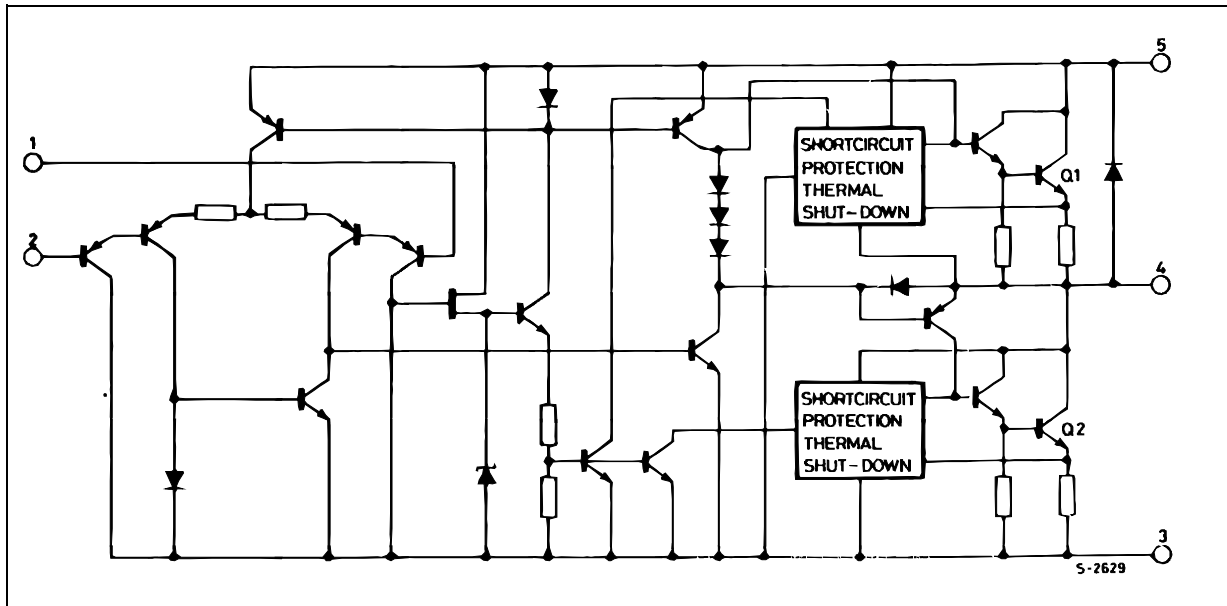 5
1
SHORTCIRCUIT
PROTECTION
THERMAL
SHUT-DOWN
Q1
2
4
SHORTCIRCUIT
PROTECTION
THERMAL
SHUT-DOWN
Q2
3
S-2629